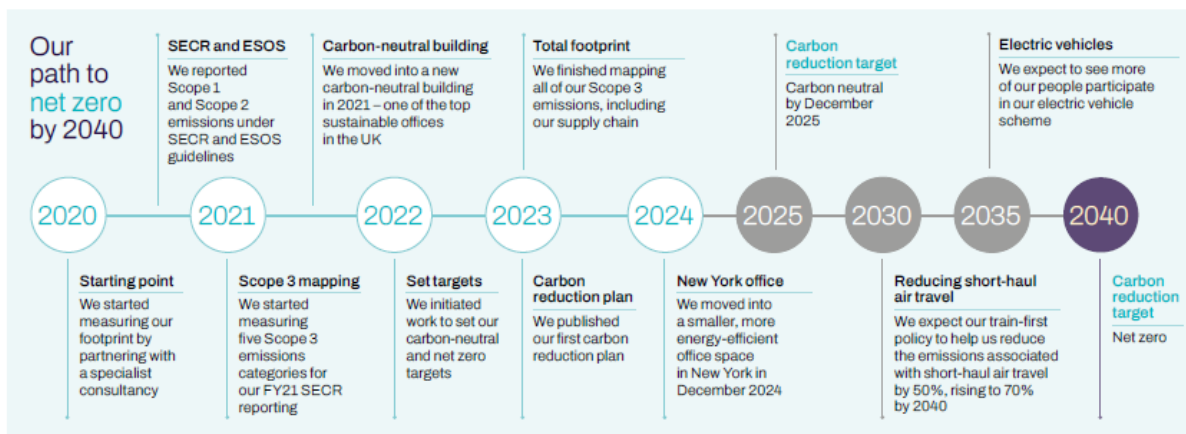 Our
path to
net zero
by 2040
SECR and ESOS
We reported
Scope 1
and Scope 2
emissions under
SECR and ESOS
guidelines
Carbon-neutral building
We moved into a new
carbon-neutral building
in 2021 – one of the top
sustainable offices
in the UK
Total footprint
We finished mapping
all of our Scope 3
emissions, including
our supply chain
Carbon
reduction target
Carbon neutral
by December
2025
Electric vehicles
We expect to see more
of our people participate
in our electric vehicle
scheme
2020
2021
2022
2023
2024
2025
2030
2035
2040
Starting point
We started
measuring our
footprint by
partnering with
a specialist
consultancy
Scope 3 mapping
We started
measuring
five Scope 3
emissions
categories for
our FY21 SECR
reporting
Set targets
We initiated
work to set our
carbon-neutral
and net zero
targets
Carbon
reduction plan
We published
our first carbon
reduction plan
New York office
We moved into
a smaller, more
energy-efficient
office space
in New York in
December 2024
Reducing short-haul
air travel
We expect our train-first
policy to help us reduce
the emissions associated
with short-haul air travel
by 50%, rising to 70%
by 2040
Carbon
reduction
target
Net zero